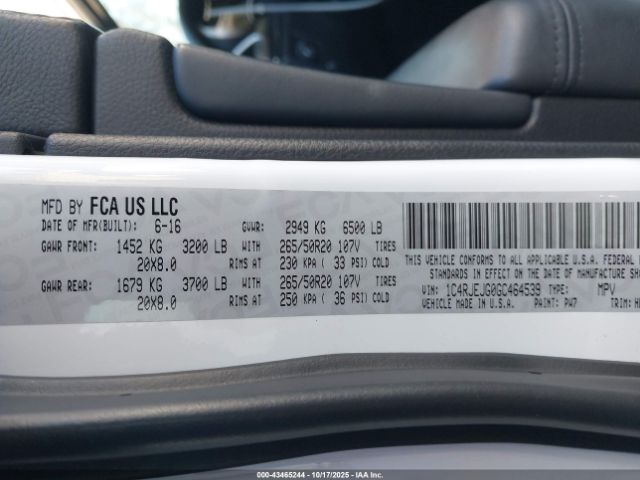 MFD BY FCA US LLC
DATE OF MFR(BUILT): 6-16 GVWR: 2949 KG 6500 LB
GAWR FRONT: 1452 KG 3200 LB WITH 265/50R20 107V TIRES
20X8.0 RIMS AT 230 KPA ( 33 PSI) COLD
GAWR REAR: 1679 KG 3700 LB WITH 265/50R20 107V TIRES
20X8.0 RIMS AT 250 KPA ( 36 PSI) COLD
THIS VEHICLE CONFORMS TO ALL APPLICABLE U.S.A. FEDERAL
STANDARDS IN EFFECT ON THE DATE OF MANUFACTURE SHOWN
VIN: 1C4RJEJG0GC464539 TYPE: MPV
VEHICLE MADE IN U.S.A. PAINT: PW7 TRIM:
000-43465244 - 10/17/2025 - IAAI.com